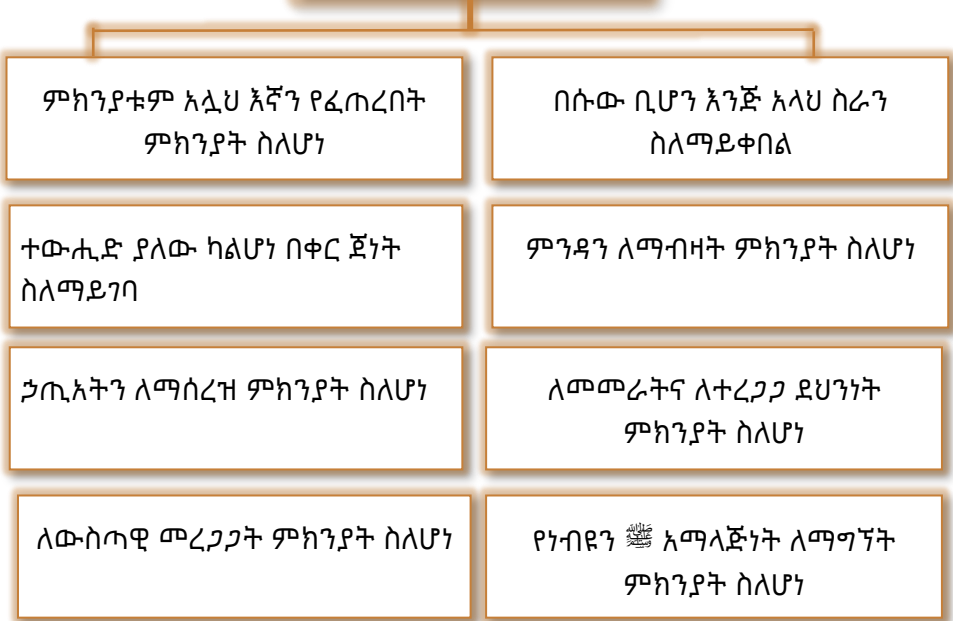 ምክንያቱም አሏህ እኛን የፈጠረበት
ምክንያት ስለሆነ
በሱው ቢሆን እንጅ አላህ ስራን
ስለማይቀበል
ተውሒድ ያለው ካልሆነ በቀር ጀነት
ስለማይገባ
ምንዳን ለማብዛት ምክንያት ስለሆነ
ኃጢአትን ለማሰረዝ ምክንያት ስለሆነ
ለመመራትና ለተረጋጋ ደህንነት
ምክንያት ስለሆነ
ለውስጣዊ መረጋጋት ምክንያት ስለሆነ
የነብዩን ﷺ አማላጅነት ለማግኘት
ምክንያት ስለሆነ